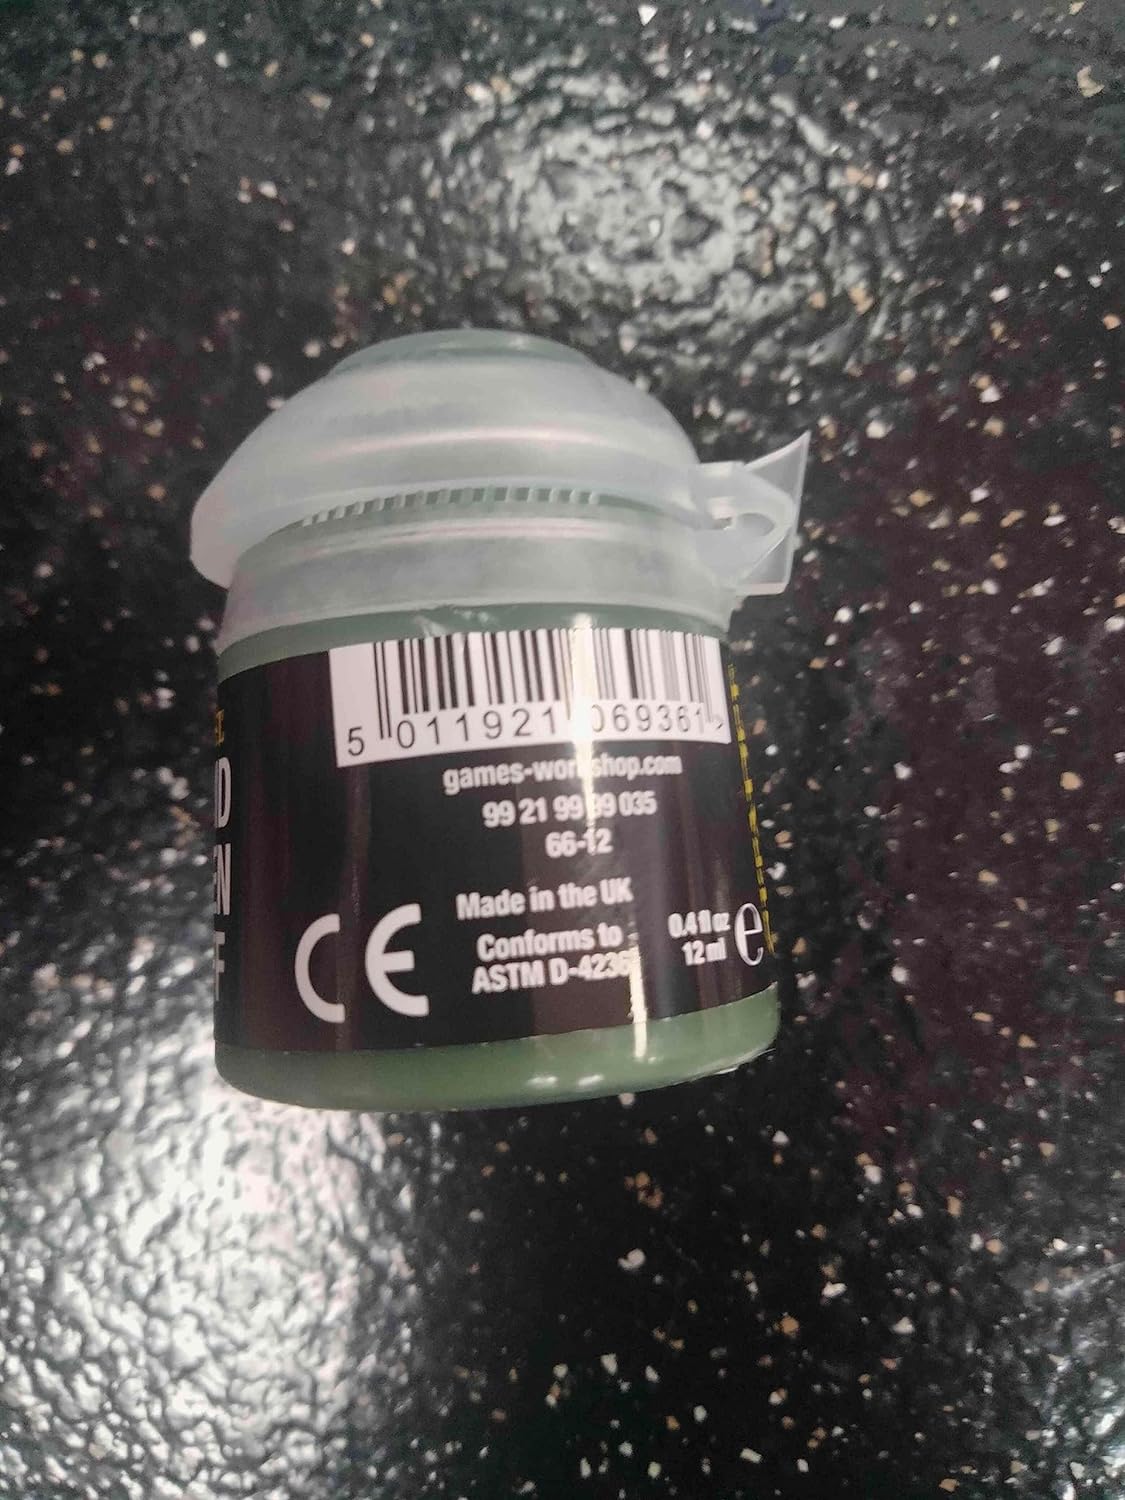 5 011921 069361 >
games-workshop.com
99 21 99 99 035
66-12
Made in the UK
Conforms to
ASTM D-4236
0.4 fl oz
12 ml e
CE